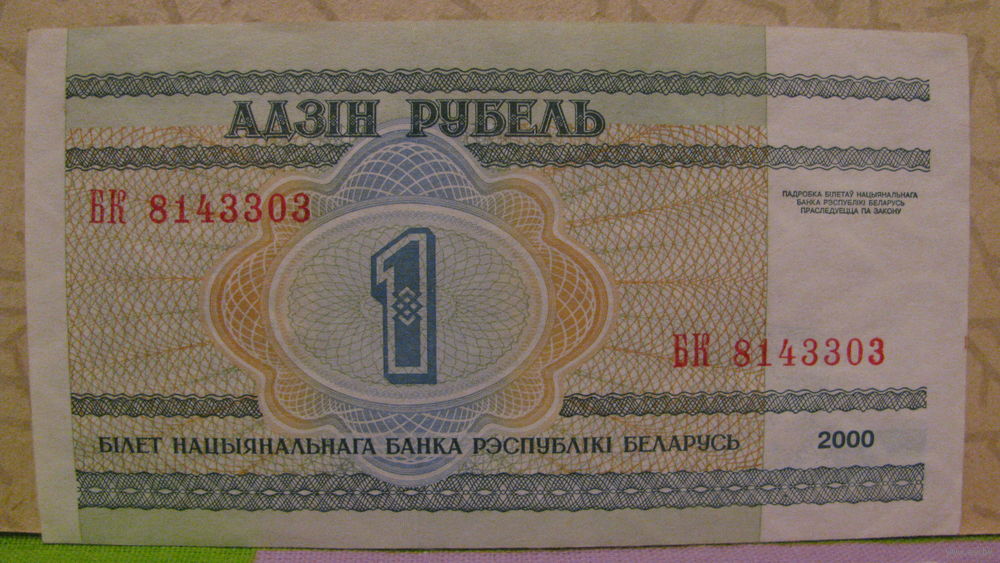 АДЗІН РУБЕЛЬ
БК 8143303
ПАДРОБКА БІЛЕТАЎ НАЦЫЯНАЛЬНАГА
БАНКА РЭСПУБЛІКІ БЕЛАРУСЬ
ПРАСЛЕДУЕЦЦА ПА ЗАКОНУ
1
БК 8143303
БІЛЕТ НАЦЫЯНАЛЬНАГА БАНКА РЭСПУБЛІКІ БЕЛАРУСЬ
2000